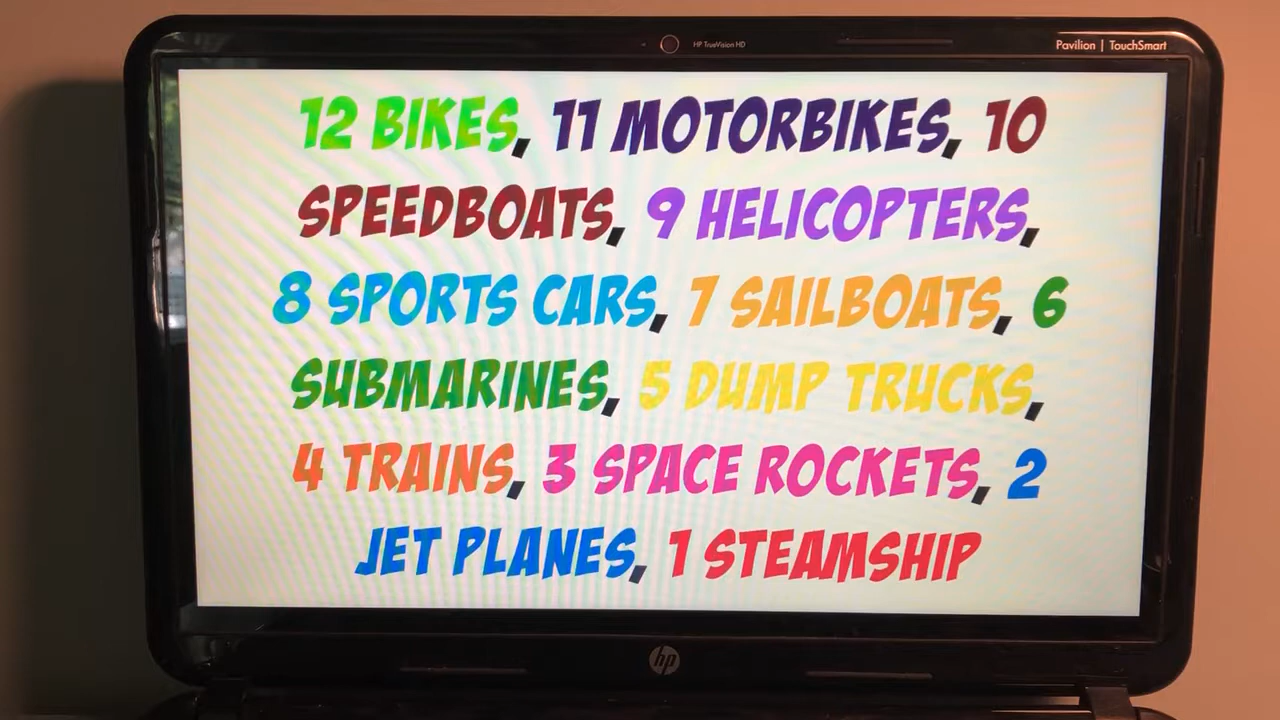 HP TrueVision HD
Pavilion | TouchSmart
12 BIKES, 11 MOTORBIKES, 10
SPEEDBOATS, 9 HELICOPTERS,
8 SPORTS CARS, 7 SAILBOATS, 6
SUBMARINES, 5 DUMP TRUCKS,
4 TRAINS, 3 SPACE ROCKETS, 2
JET PLANES, 1 STEAMSHIP
hp